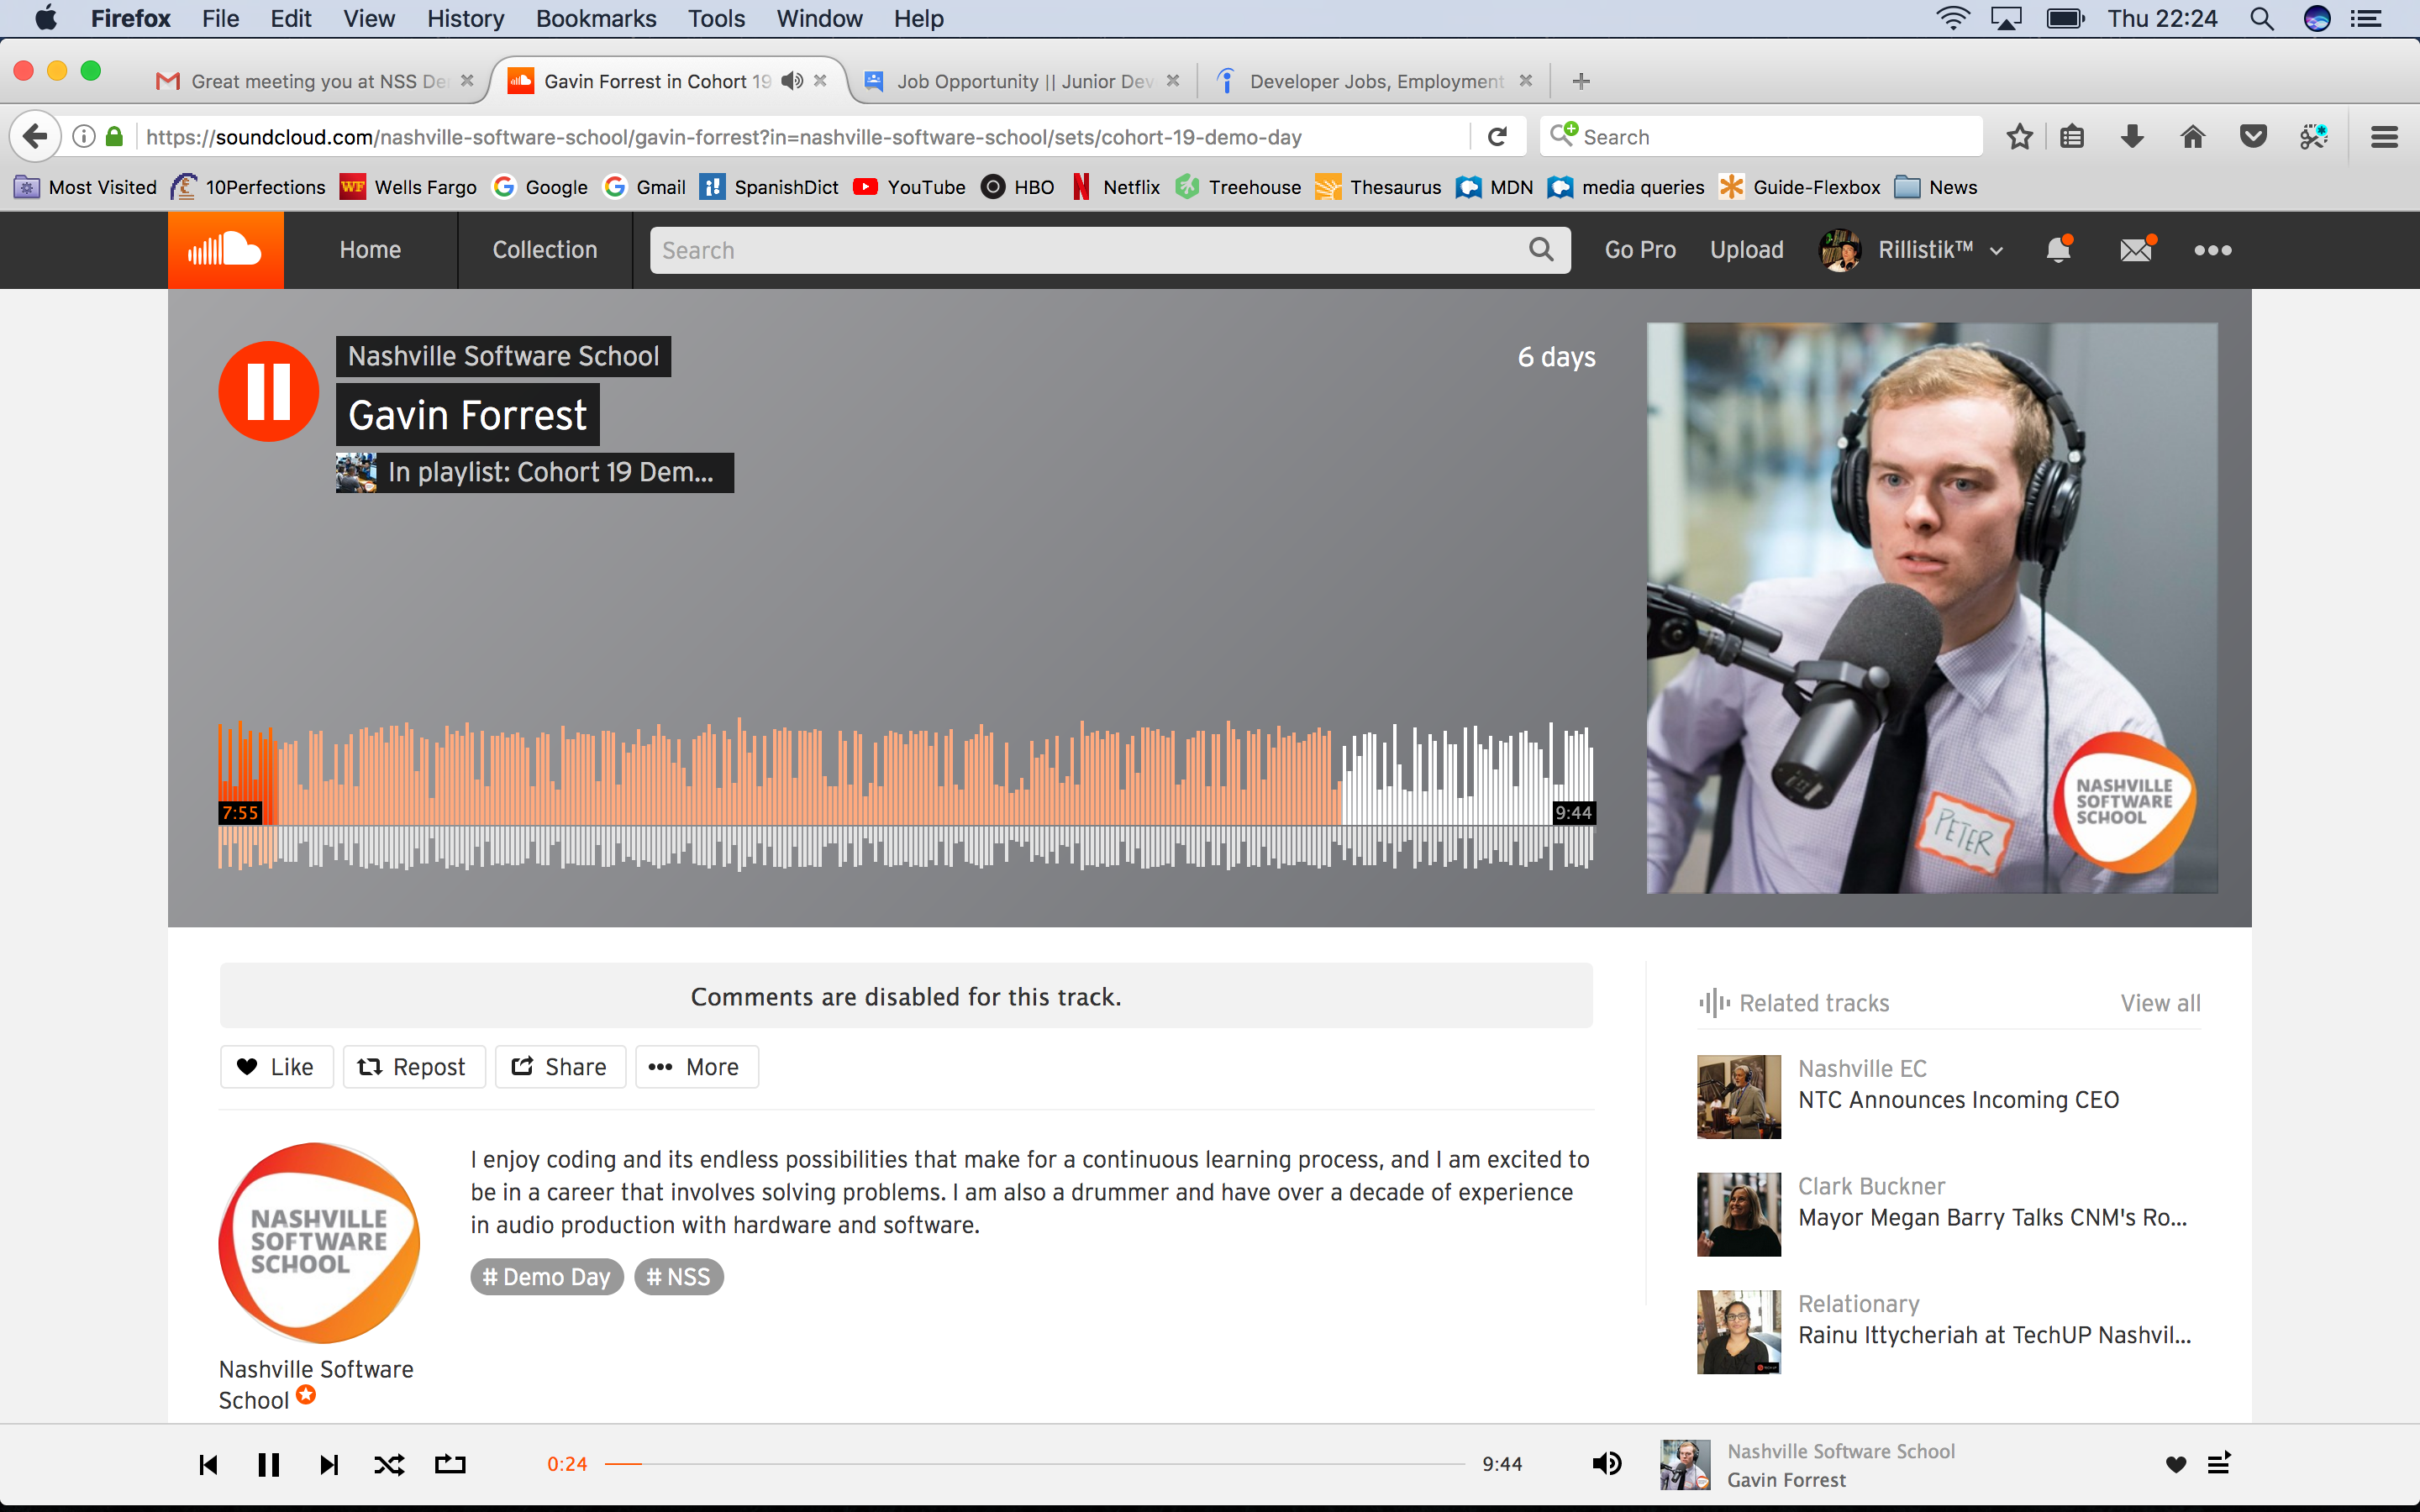 Firefox File Edit View History Bookmarks Tools Window Help Thu 22:24
Great meeting you at NSS De
Gavin Forrest in Cohort 19
Job Opportunity || Junior Dev
Developer Jobs, Employment
https://soundcloud.com/nashville-software-school/gavin-forrest?in=nashville-software-school/sets/cohort-19-demo-day
Search
Most Visited 10Perfections Wells Fargo Google Gmail SpanishDict YouTube HBO Netflix Treehouse Thesaurus MDN media queries Guide-Flexbox News
Home Collection Search Go Pro Upload Rillistik™
Nashville Software School
6 days
Gavin Forrest
In playlist: Cohort 19 Dem...
7:55
9:44
PETER
NASHVILLE
SOFTWARE
SCHOOL
Comments are disabled for this track.
Like Repost Share More
I enjoy coding and its endless possibilities that make for a continuous learning process, and I am excited to
be in a career that involves solving problems. I am also a drummer and have over a decade of experience
in audio production with hardware and software.
# Demo Day # NSS
NASHVILLE
SOFTWARE
SCHOOL
Nashville Software
School
Related tracks View all
Nashville EC
NTC Announces Incoming CEO
Clark Buckner
Mayor Megan Barry Talks CNM's Ro...
Relationary
Rainu Ittycheriah at TechUP Nashvil...
0:24
9:44
Nashville Software School
Gavin Forrest